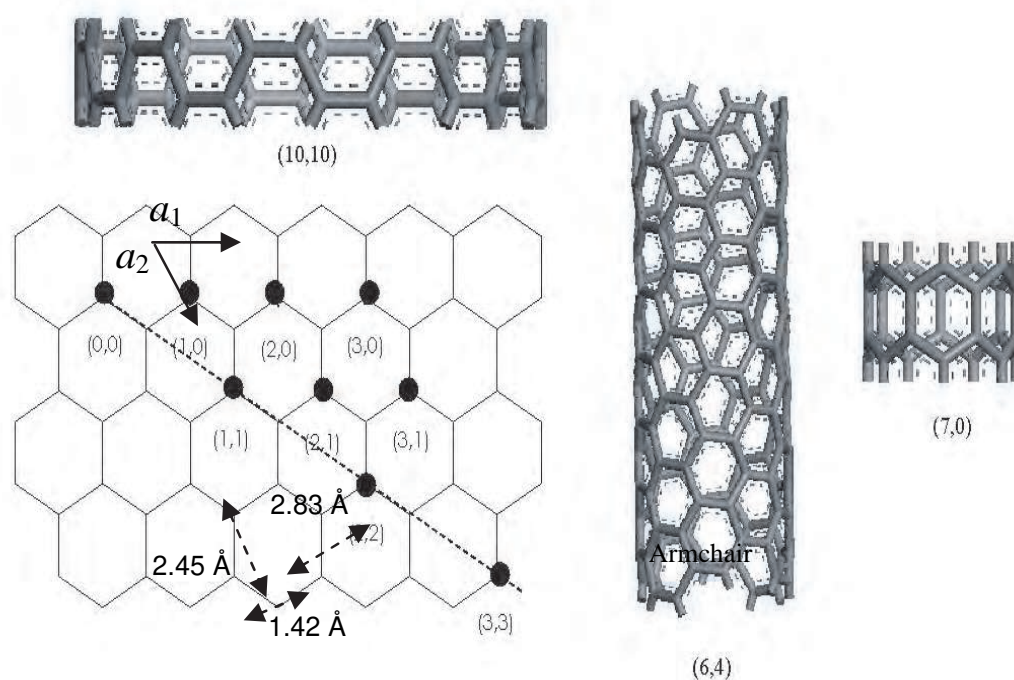 (10,10)
a1
a2
(0,0)
(1,0)
(2,0)
(3,0)
(1,1)
(2,1)
(3,1)
(7,0)
2.83 Å
,2)
2.45 Å
Armchair
1.42 Å
(3,3)
(6,4)